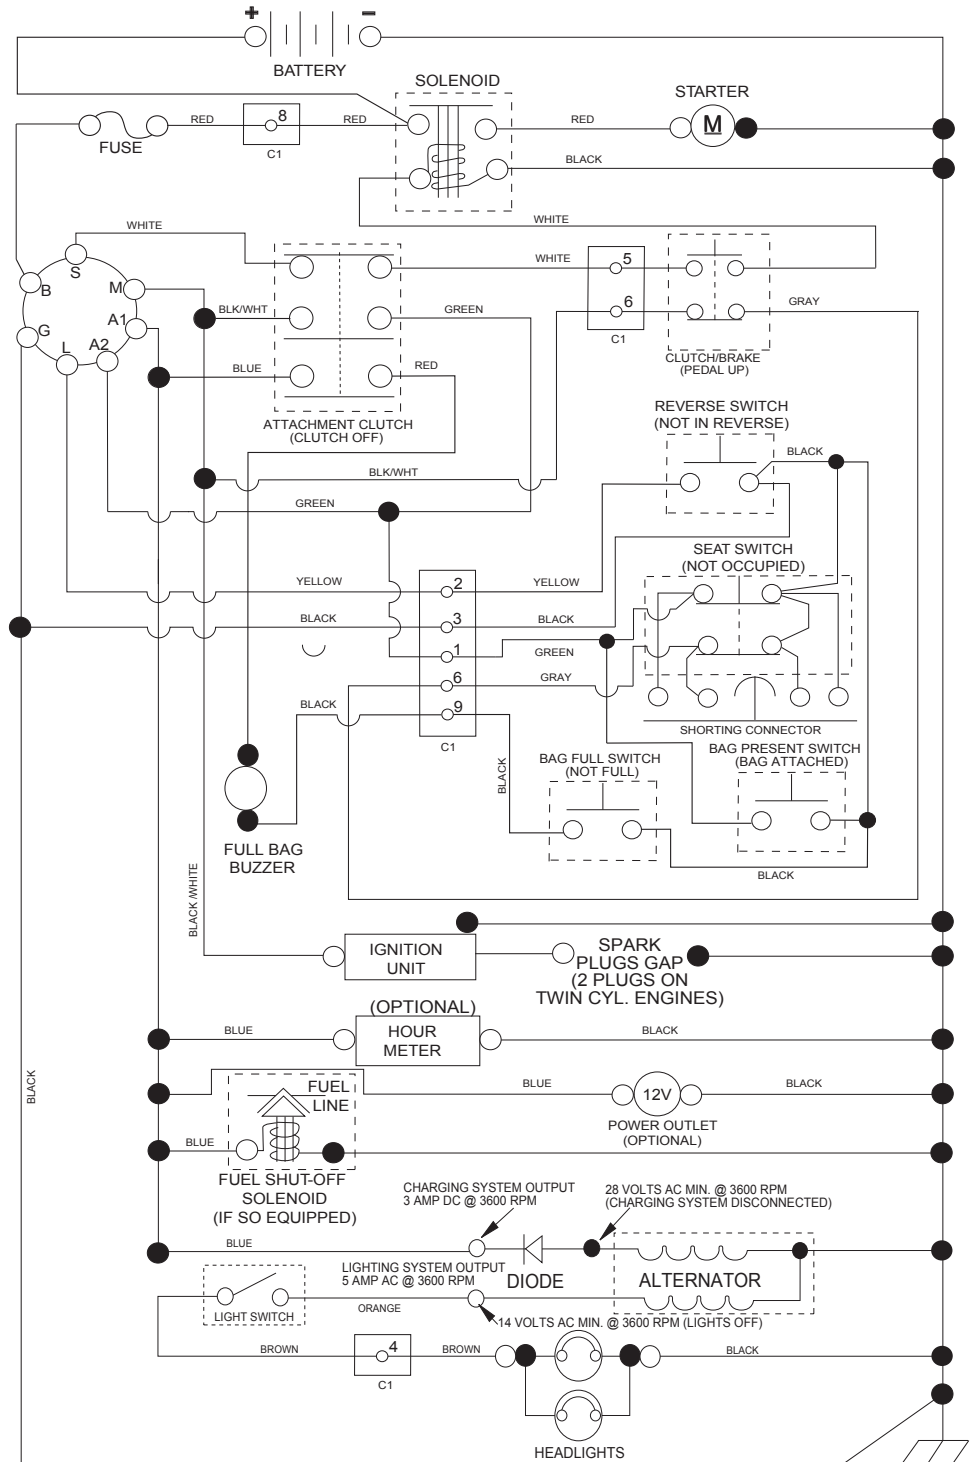 + −
BATTERY
SOLENOID
STARTER
M
FUSE
RED
8
C1
RED
RED
BLACK
WHITE
WHITE
WHITE
5
6
C1
GRAY
CLUTCH/BRAKE
(PEDAL UP)
S
B
M
G
A1
L
A2
BLK/WHT
GREEN
BLUE
RED
ATTACHMENT CLUTCH
(CLUTCH OFF)
REVERSE SWITCH
(NOT IN REVERSE)
BLACK
BLK/WHT
GREEN
SEAT SWITCH
(NOT OCCUPIED)
YELLOW
2
YELLOW
BLACK
3
BLACK
1
GREEN
6
GRAY
BLACK
9
C1
SHORTING CONNECTOR
BAG FULL SWITCH
(NOT FULL)
BAG PRESENT SWITCH
(BAG ATTACHED)
BLACK
BLACK
FULL BAG
BUZZER
BLACK /WHITE
IGNITION
UNIT
SPARK
PLUGS GAP
(2 PLUGS ON
TWIN CYL. ENGINES)
(OPTIONAL)
HOUR
METER
BLUE
BLACK
BLACK
FUEL
LINE
BLUE
12V
BLACK
POWER OUTLET
(OPTIONAL)
BLUE
FUEL SHUT-OFF
SOLENOID
(IF SO EQUIPPED)
CHARGING SYSTEM OUTPUT
3 AMP DC @ 3600 RPM
28 VOLTS AC MIN. @ 3600 RPM
(CHARGING SYSTEM DISCONNECTED)
BLUE
LIGHTING SYSTEM OUTPUT
5 AMP AC @ 3600 RPM
DIODE
ALTERNATOR
LIGHT SWITCH
ORANGE
14 VOLTS AC MIN. @ 3600 RPM (LIGHTS OFF)
BROWN
4
C1
BROWN
BLACK
HEADLIGHTS